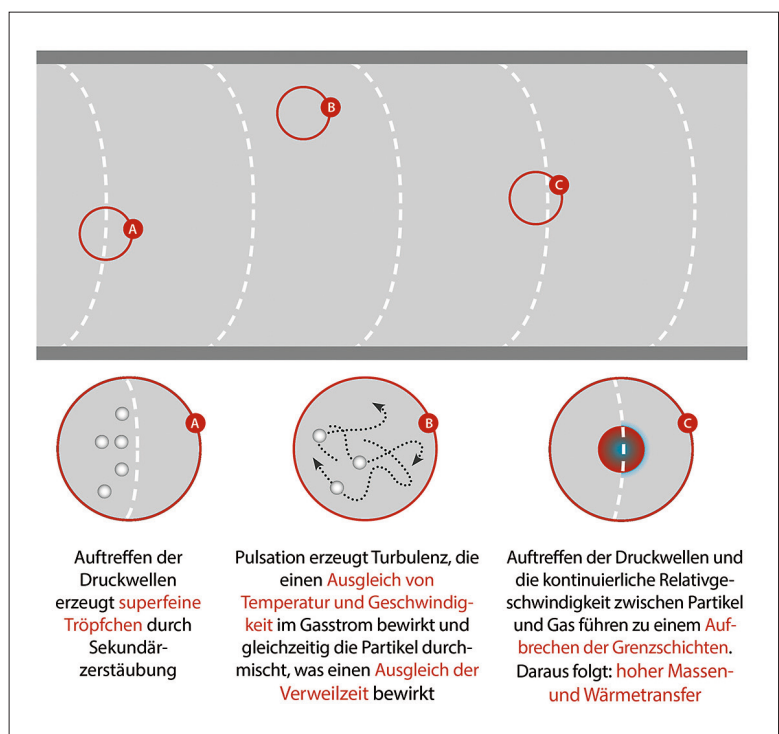 B
C
A
A
B
C
Auftreffen der
Druckwellen
erzeugt superfeine
Tröpfchen durch
Sekundär-
zerstäubung
Pulsation erzeugt Turbulenz, die
einen Ausgleich von
Temperatur und Geschwindig-
keit im Gasstrom bewirkt und
gleichzeitig die Partikel durch-
mischt, was einen Ausgleich der
Verweilzeit bewirkt
Auftreffen der Druckwellen und
die kontinuierliche Relativge-
schwindigkeit zwischen Partikel
und Gas führen zu einem Auf-
brechen der Grenzschichten.
Daraus folgt: hoher Massen-
und Wärmetransfer